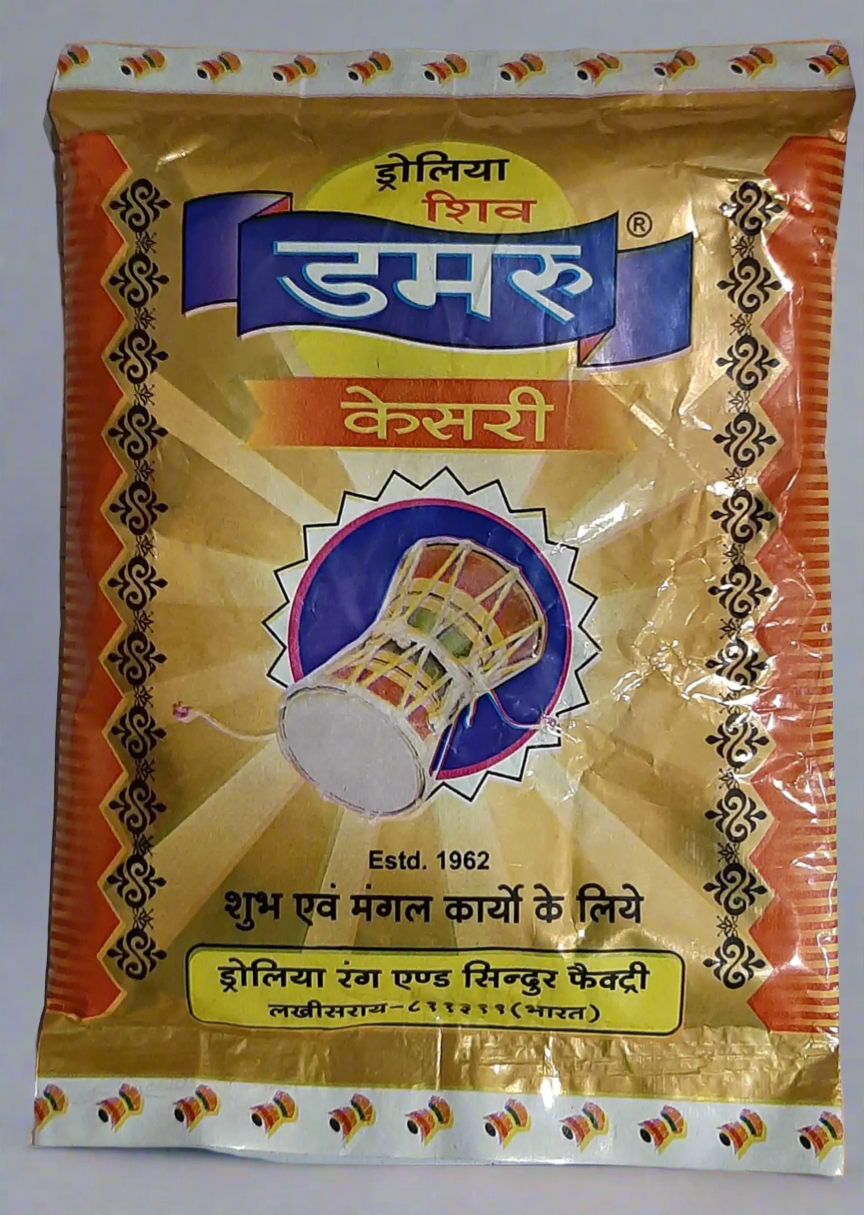 ड्रोलिया
शिव
डमरु ®
केसरी
Estd. 1962
शुभ एवं मंगल कार्यो के लिये
ड्रोलिया रंग एण्ड सिन्दुर फैक्ट्री
लखीसराय-८११३११(भारत)